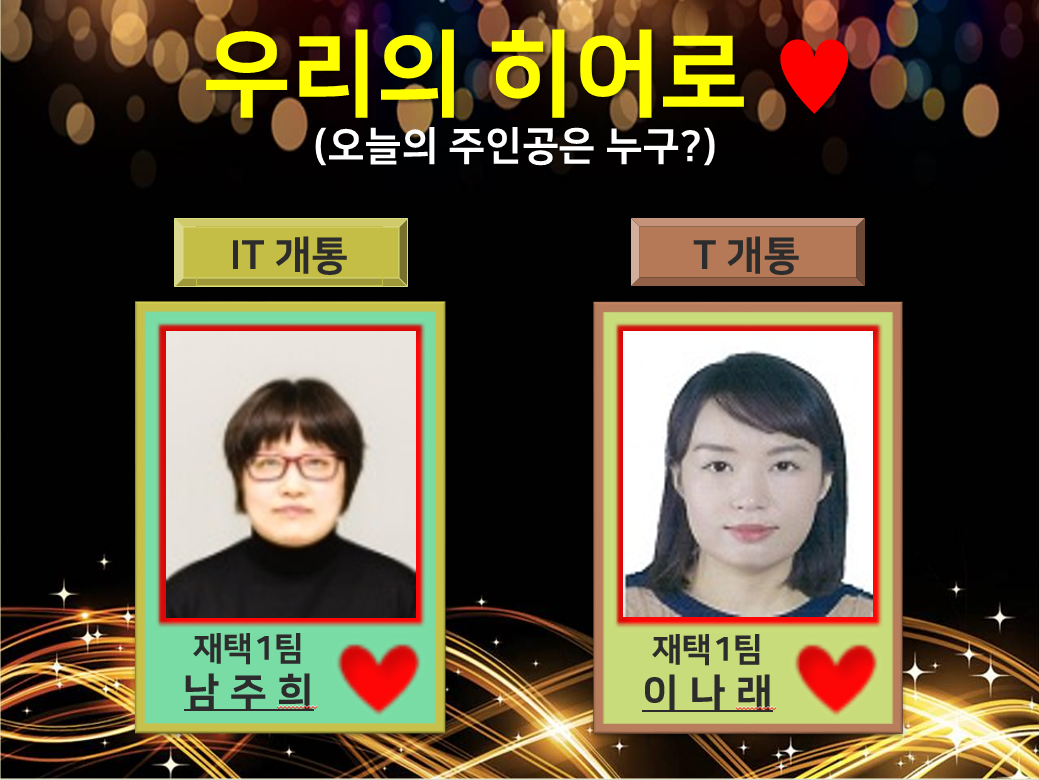 우리의 히어로
(오늘의 주인공은 누구?)
IT 개통
T 개통
재택1팀
남 주 희
재택1팀
이 나 래